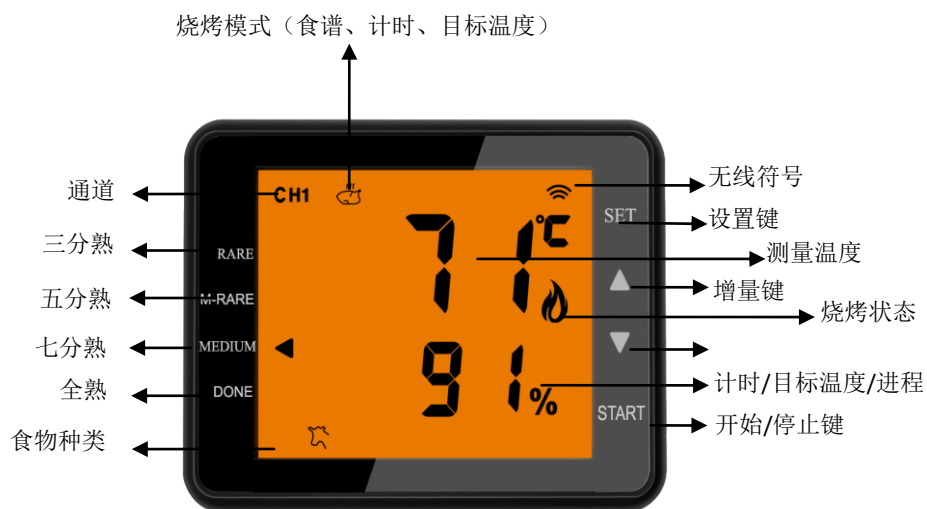 烧烤模式（食谱、计时、目标温度）
通道
三分熟
五分熟
七分熟
全熟
食物种类
CH1
RARE
M-RARE
MEDIUM
DONE
71℃
91%
SET
START
无线符号
设置键
测量温度
增量键
烧烤状态
计时/目标温度/进程
开始/停止键